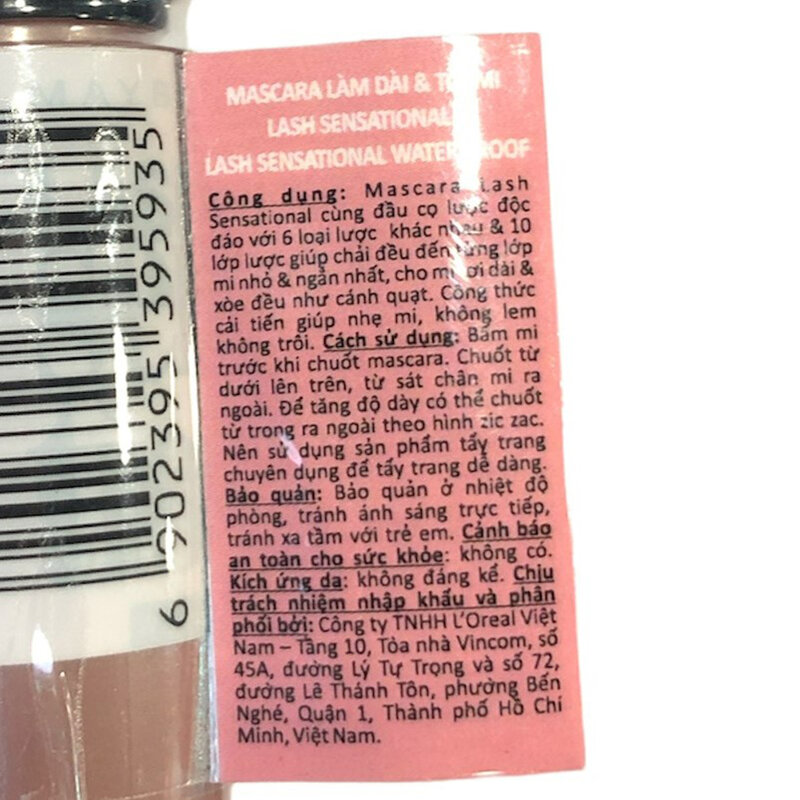 6 902395 395935
MASCARA LÀM DÀI & MI
LASH SENSATIONAL
LASH SENSATIONAL WATERPROOF
Công dụng: Mascara Lash
Sensational cùng đầu cọ lược độc
đáo với 6 loại lược khác nhau & 10
lớp lược giúp chải đều đến từng lớp
mi nhỏ & ngắn nhất, cho mi dài &
xòe đều như cánh quạt. Công thức
cải tiến giúp nhẹ mi, không lem
không trôi. Cách sử dụng: Bấm mi
trước khi chuốt mascara. Chuốt từ
dưới lên trên, từ sát chân mi ra
ngoài. Để tăng độ dày có thể chuốt
từ trong ra ngoài theo hình zic zac.
Nên sử dụng sản phẩm tẩy trang
chuyên dụng để tẩy trang dễ dàng.
Bảo quản: Bảo quản ở nhiệt độ
phòng, tránh ánh sáng trực tiếp,
tránh xa tầm với trẻ em. Cảnh báo
an toàn cho sức khỏe: không có.
Kích ứng da: không đáng kể. Chịu
trách nhiệm nhập khẩu và phân
phối bởi: Công ty TNHH L'Oreal Việt
Nam – Tầng 10, Tòa nhà Vincom, số
45A, đường Lý Tự Trọng và số 72,
đường Lê Thánh Tôn, phường Bến
Nghé, Quận 1, Thành phố Hồ Chí
Minh, Việt Nam.